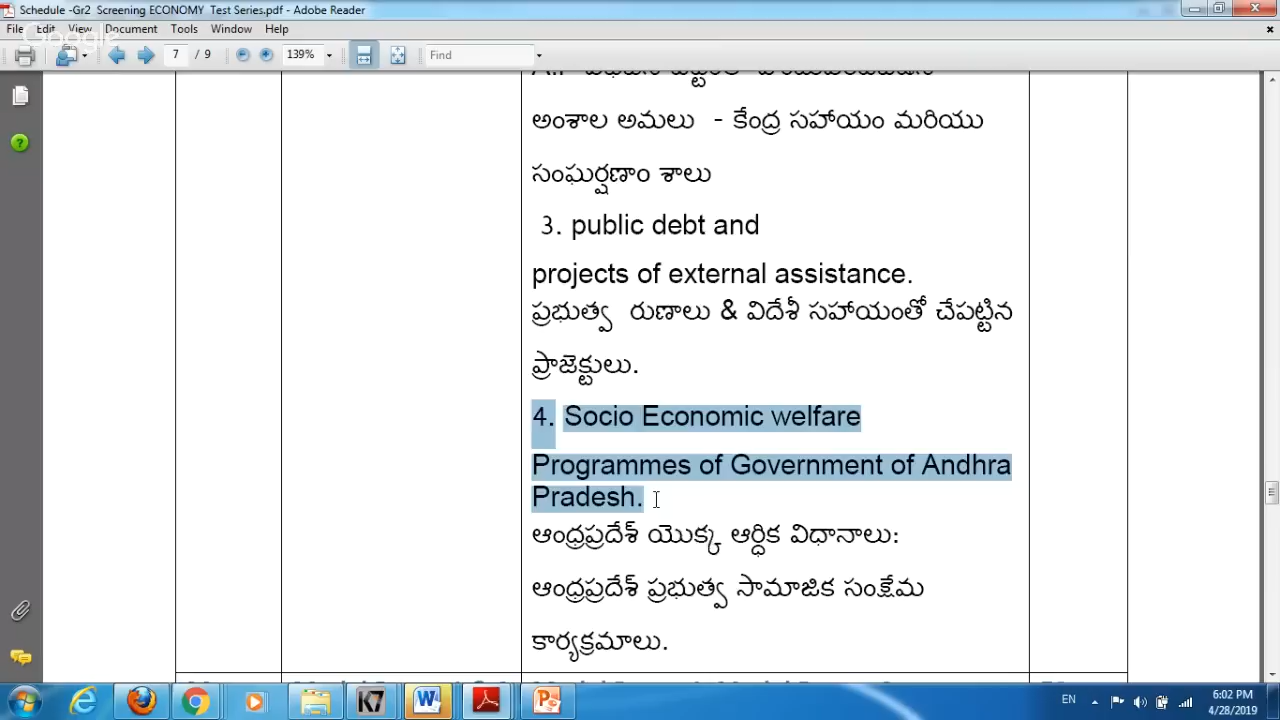 Schedule -Gr2 Screening ECONOMY Test Series.pdf - Adobe Reader
File Edit View Document Tools Window Help
Google
7 / 9 139% Find
అంశాల అమలు - కేంద్ర సహాయం మరియు
సంఘర్షణాం శాలు
3. public debt and
projects of external assistance.
ప్రభుత్వ రుణాలు & విదేశీ సహాయంతో చేపట్టిన
ప్రాజెక్టులు.
4. Socio Economic welfare
Programmes of Government of Andhra
Pradesh.
ఆంధ్రప్రదేశ్ యొక్క ఆర్ధిక విధానాలు:
ఆంధ్రప్రదేశ్ ప్రభుత్వ సామాజిక సంక్షేమ
కార్యక్రమాలు.
EN 6:02 PM
4/28/2019